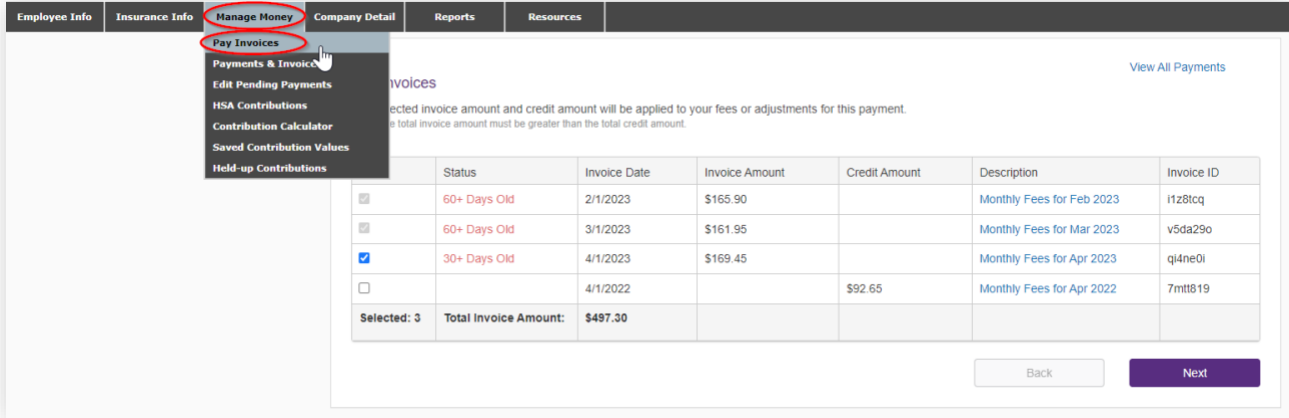 Employee Info Insurance Info Manage Money Company Detail Reports Resources
Pay Invoices
Payments & Invoice
Edit Pending Payments
HSA Contributions
Contribution Calculator
Saved Contribution Values
Held-up Contributions
View All Payments
nvoices
ected invoice amount and credit amount will be applied to your fees or adjustments for this payment.
e total invoice amount must be greater than the total credit amount.
Status Invoice Date Invoice Amount Credit Amount Description Invoice ID
60+ Days Old 2/1/2023 $165.90 Monthly Fees for Feb 2023 i1z8tcq
60+ Days Old 3/1/2023 $161.95 Monthly Fees for Mar 2023 v5da29o
30+ Days Old 4/1/2023 $169.45 Monthly Fees for Apr 2023 qi4ne0i
4/1/2022 $92.65 Monthly Fees for Apr 2022 7mtt819
Selected: 3 Total Invoice Amount: $497.30
Back Next